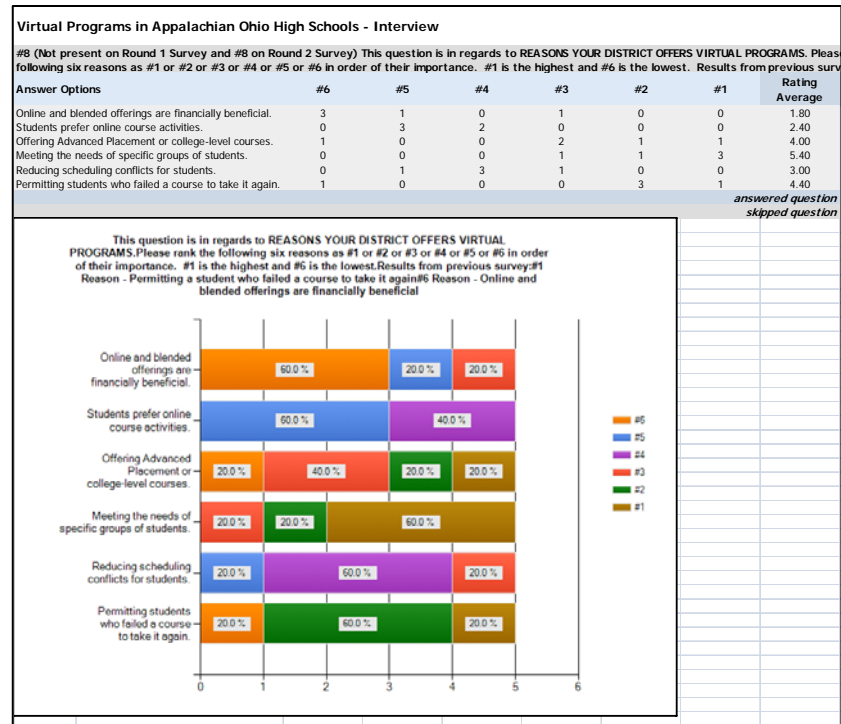 Virtual Programs in Appalachian Ohio High Schools - Interview
#8 (Not present on Round 1 Survey and #8 on Round 2 Survey) This question is in regards to REASONS YOUR DISTRICT OFFERS VIRTUAL PROGRAMS. Pleas
following six reasons as #1 or #2 or #3 or #4 or #5 or #6 in order of their importance. #1 is the highest and #6 is the lowest. Results from previous surv
Answer Options #6 #5 #4 #3 #2 #1 Rating Average
Online and blended offerings are financially beneficial. 3 1 0 1 0 0 1.80
Students prefer online course activities. 0 3 2 0 0 0 2.40
Offering Advanced Placement or college-level courses. 1 0 0 2 1 1 4.00
Meeting the needs of specific groups of students. 0 0 0 1 1 3 5.40
Reducing scheduling conflicts for students. 0 1 3 1 0 0 3.00
Permitting students who failed a course to take it again. 1 0 0 0 3 1 4.40
answered question
skipped question
This question is in regards to REASONS YOUR DISTRICT OFFERS VIRTUAL
PROGRAMS.Please rank the following six reasons as #1 or #2 or #3 or #4 or #5 or #6 in order
of their importance. #1 is the highest and #6 is the lowest.Results from previous survey:#1
Reason - Permitting a student who failed a course to take it again#6 Reason - Online and
blended offerings are financially beneficial
Online and blended
offerings are
financially beneficial.
60.0 % 20.0 % 20.0 %
Students prefer online
course activities.
60.0 % 40.0 %
Offering Advanced
Placement or
college-level courses.
20.0 % 40.0 % 20.0 % 20.0 %
Meeting the needs of
specific groups of students.
20.0 % 20.0 % 60.0 %
Reducing scheduling
conflicts for students.
20.0 % 60.0 % 20.0 %
Permitting students
who failed a course
to take it again.
20.0 % 60.0 % 20.0 %
0 1 2 3 4 5 6
#6
#5
#4
#3
#2
#1